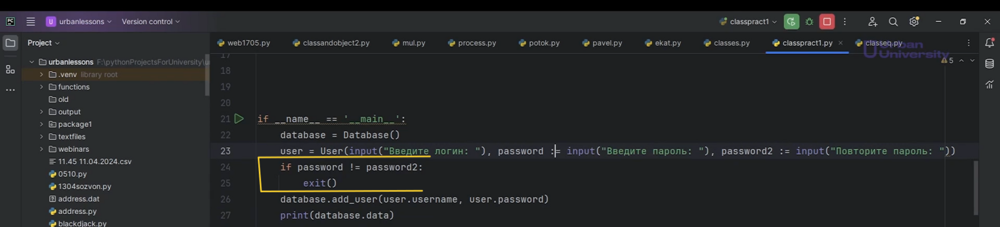 PC U urbanlessons Version control classpract1
Project
web1705.py classandobject2.py mul.py process.py potok.py pavel.py ekat.py classes.py classpract1.py classeq.py
Urban University
5
urbanlessons F:\pythonProjectsForUniversity\u
.venv library root
functions
old
output
package1
textfiles
webinars
11.45 11.04.2024.csv
0510.py
1304sozvon.py
address.dat
address.py
blackdjack.py
17
18
19
20
21 if __name__ == '__main__':
22 database = Database()
23 user = User(input("Введите логин: "), password := input("Введите пароль: "), password2 := input("Повторите пароль: "))
24 if password != password2:
25 exit()
26 database.add_user(user.username, user.password)
27 print(database.data)